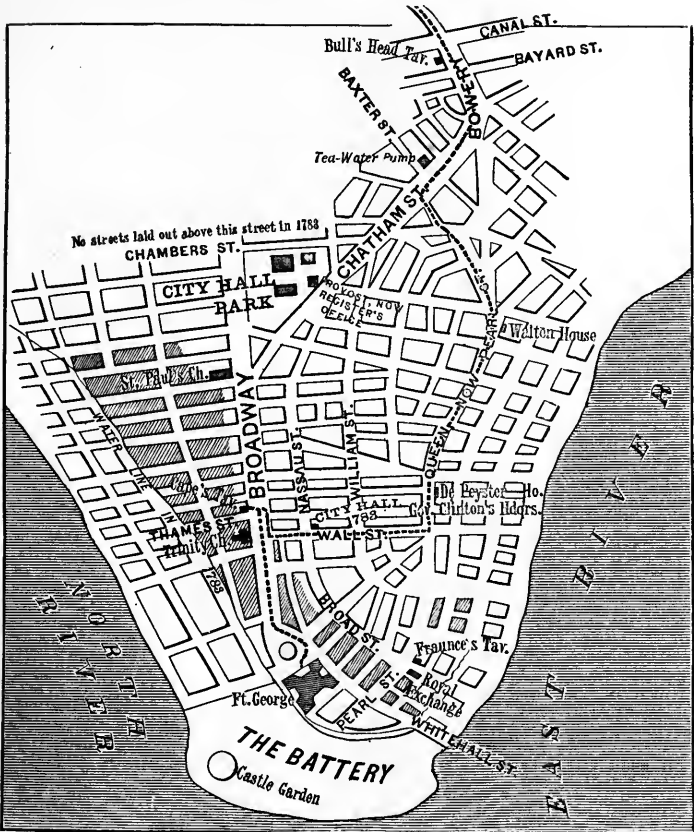 CANAL ST.
Bull's Head Tav.
BAYARD ST.
BOWERY
BAXTER ST.
Tea-Water Pump
CHATHAM ST.
No streets laid out above this street in 1783
CHAMBERS ST.
CITY HALL
PARK
PROVOST, NOW
REGISTER'S
OFFICE
Walton House
QUEEN NOW PEARL ST.
St. Paul's Ch.
BROADWAY
NASSAU ST.
WILLIAM ST.
WATER LINE IN 1783
Tav.
De Peyster Ho.
CITY HALL
1783
Gov. Clinton's Hdqrs.
THAMES ST.
WALL ST.
Trinity Ch.
NORTH
RIVER
EAST RIVER
BROAD ST.
Fraunce's Tav.
Royal
Exchange
Ft. George
PEARL ST.
WHITEHALL ST.
THE BATTERY
Castle Garden